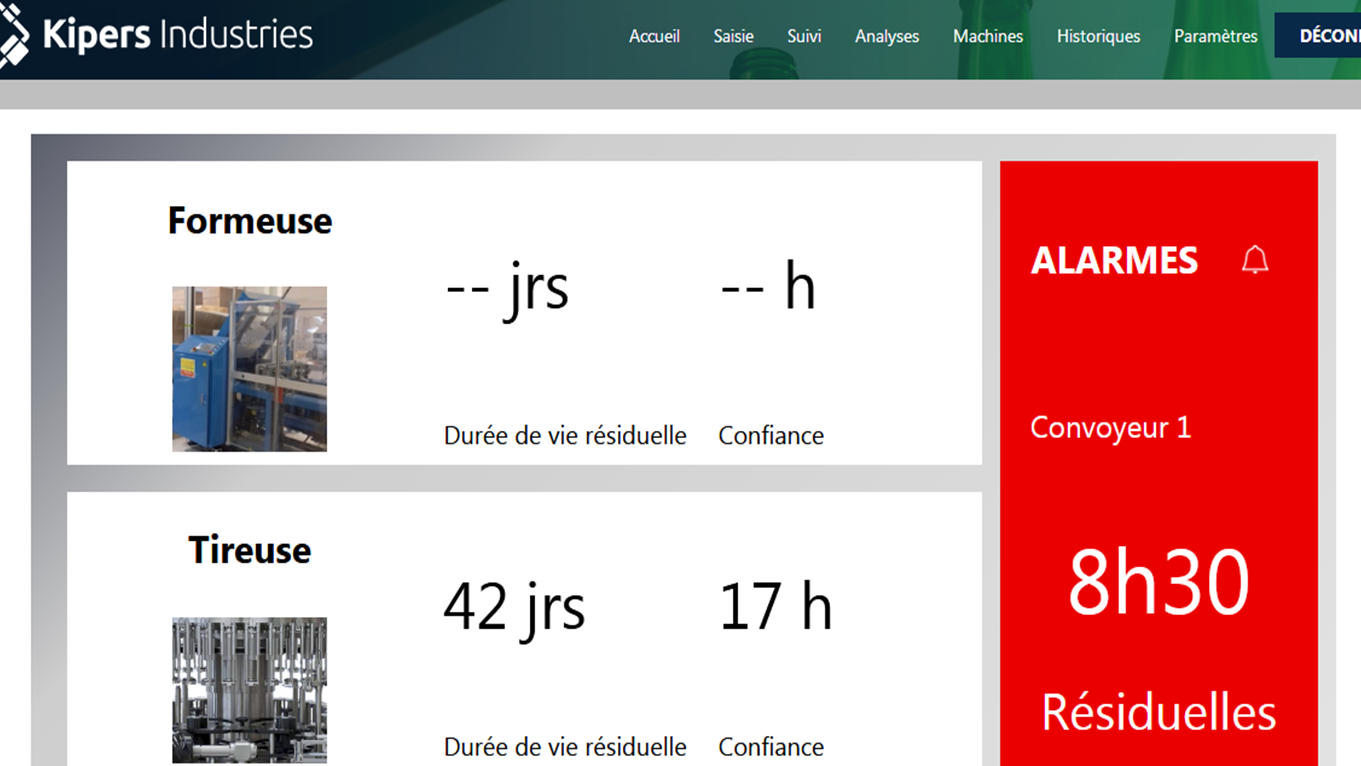 Kipers Industries
Accueil Saisie Suivi Analyses Machines Historiques Paramètres DÉCON
Formeuse
-- jrs -- h
Durée de vie résiduelle Confiance
Tireuse
42 jrs 17 h
Durée de vie résiduelle Confiance
ALARMES
Convoyeur 1
8h30
Résiduelles